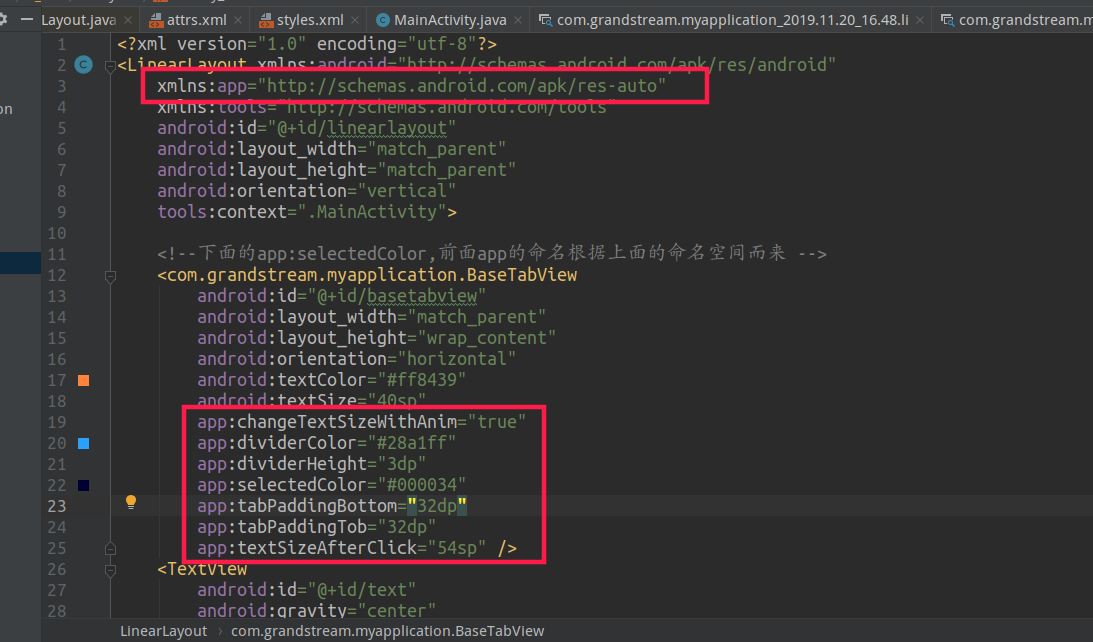 Layout.java × attrs.xml × styles.xml × MainActivity.java × com.grandstream.myapplication_2019.11.20_16.48.li × com.grandstream.m
on
1 <?xml version="1.0" encoding="utf-8"?>
2 <LinearLayout xmlns:android="http://schemas.android.com/apk/res/android"
3 xmlns:app="http://schemas.android.com/apk/res-auto"
4 xmlns:tools="http://schemas.android.com/tools"
5 android:id="@+id/linearlayout"
6 android:layout_width="match_parent"
7 android:layout_height="match_parent"
8 android:orientation="vertical"
9 tools:context=".MainActivity">
10
11 <!--下面的app:selectedColor,前面app的命名根据上面的命名空间而来 -->
12 <com.grandstream.myapplication.BaseTabView
13 android:id="@+id/basetabview"
14 android:layout_width="match_parent"
15 android:layout_height="wrap_content"
16 android:orientation="horizontal"
17 android:textColor="#ff8439"
18 android:textSize="40sp"
19 app:changeTextSizeWithAnim="true"
20 app:dividerColor="#28a1ff"
21 app:dividerHeight="3dp"
22 app:selectedColor="#000034"
23 app:tabPaddingBottom="32dp"
24 app:tabPaddingTob="32dp"
25 app:textSizeAfterClick="54sp" />
26 <TextView
27 android:id="@+id/text"
28 android:gravity="center"
LinearLayout › com.grandstream.myapplication.BaseTabView